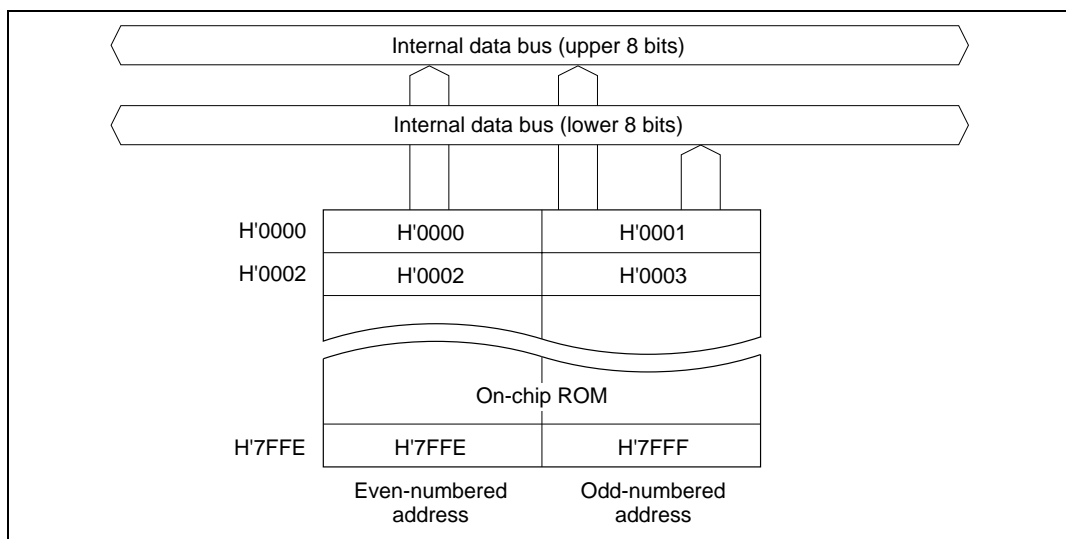 Internal data bus (upper 8 bits)
Internal data bus (lower 8 bits)
H'0000 H'0000 H'0001
H'0002 H'0002 H'0003
On-chip ROM
H'7FFE H'7FFE H'7FFF
Even-numbered address
Odd-numbered address